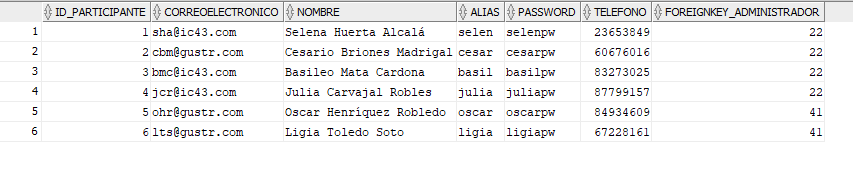 ID_PARTICIPANTE CORREOELECTRONICO NOMBRE ALIAS PASSWORD TELEFONO FOREIGNKEY_ADMINISTRADOR
1 1 sha@ic43.com Selena Huerta Alcalá selen selenpw 23653849 22
2 2 cbm@gustr.com Cesario Briones Madrigal cesar cesarpw 60676016 22
3 3 bmc@ic43.com Basileo Mata Cardona basil basilpw 83273025 22
4 4 jcr@ic43.com Julia Carvajal Robles julia juliapw 87799157 22
5 5 ohr@gustr.com Oscar Henríquez Robledo oscar oscarpw 84934609 41
6 6 lts@gustr.com Ligia Toledo Soto ligia ligiapw 67228161 41